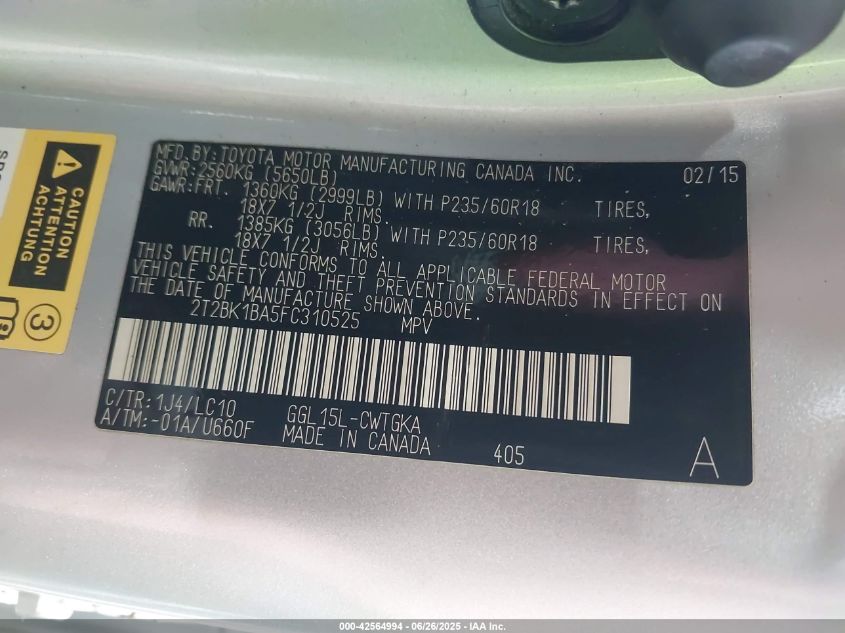 MFD.BY:TOYOTA MOTOR MANUFACTURING CANADA INC. 02/15
GVWR:2560KG (5650LB)
GAWR:FRT. 1360KG (2999LB) WITH P235/60R18 TIRES,
18X7 1/2J RIMS.
RR. 1385KG (3056LB) WITH P235/60R18 TIRES,
18X7 1/2J RIMS.
THIS VEHICLE CONFORMS TO ALL APPLICABLE FEDERAL MOTOR
VEHICLE SAFETY AND THEFT PREVENTION STANDARDS IN EFFECT ON
THE DATE OF MANUFACTURE SHOWN ABOVE.
2T2BK1BA5FC310525 MPV
C/TR:1J4/LC10 GGL15L-CWTGKA
A/TM:-01A/U660F MADE IN CANADA 405
A
CAUTION
ATTENTION
ACHTUNG
3
000-42564994 - 06/26/2025 - IAA Inc.